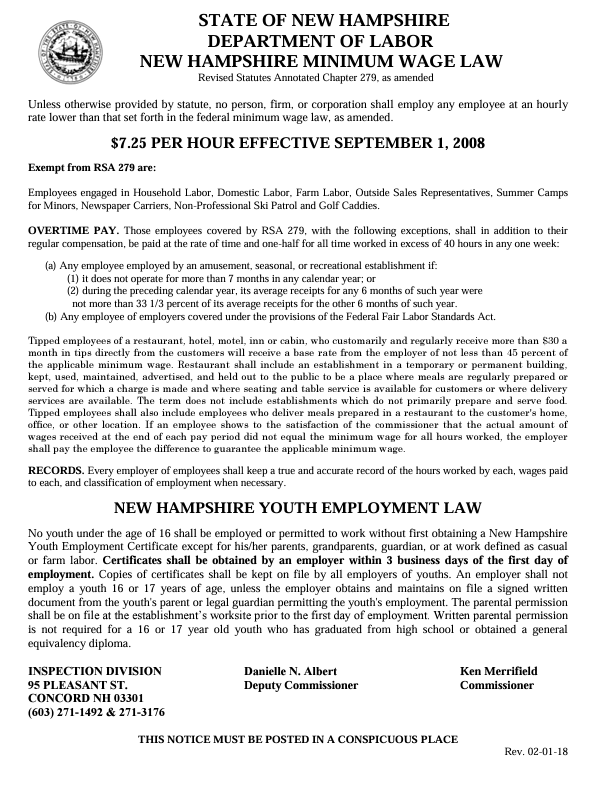 STATE OF NEW HAMPSHIRE
DEPARTMENT OF LABOR
NEW HAMPSHIRE MINIMUM WAGE LAW
Revised Statutes Annotated Chapter 279, as amended
Unless otherwise provided by statute, no person, firm, or corporation shall employ any employee at an hourly
rate lower than that set forth in the federal minimum wage law, as amended.
$7.25 PER HOUR EFFECTIVE SEPTEMBER 1, 2008
Exempt from RSA 279 are:
Employees engaged in Household Labor, Domestic Labor, Farm Labor, Outside Sales Representatives, Summer Camps
for Minors, Newspaper Carriers, Non-Professional Ski Patrol and Golf Caddies.
OVERTIME PAY. Those employees covered by RSA 279, with the following exceptions, shall in addition to their
regular compensation, be paid at the rate of time and one-half for all time worked in excess of 40 hours in any one week:
(a) Any employee employed by an amusement, seasonal, or recreational establishment if:
(1) it does not operate for more than 7 months in any calendar year; or
(2) during the preceding calendar year, its average receipts for any 6 months of such year were
not more than 33 1/3 percent of its average receipts for the other 6 months of such year.
(b) Any employee of employers covered under the provisions of the Federal Fair Labor Standards Act.
Tipped employees of a restaurant, hotel, motel, inn or cabin, who customarily and regularly receive more than $30 a
month in tips directly from the customers will receive a base rate from the employer of not less than 45 percent of
the applicable minimum wage. Restaurant shall include an establishment in a temporary or permanent building,
kept, used, maintained, advertised, and held out to the public to be a place where meals are regularly prepared or
served for which a charge is made and where seating and table service is available for customers or where delivery
services are available. The term does not include establishments which do not primarily prepare and serve food.
Tipped employees shall also include employees who deliver meals prepared in a restaurant to the customer's home,
office, or other location. If an employee shows to the satisfaction of the commissioner that the actual amount of
wages received at the end of each pay period did not equal the minimum wage for all hours worked, the employer
shall pay the employee the difference to guarantee the applicable minimum wage.
RECORDS. Every employer of employees shall keep a true and accurate record of the hours worked by each, wages paid
to each, and classification of employment when necessary.
NEW HAMPSHIRE YOUTH EMPLOYMENT LAW
No youth under the age of 16 shall be employed or permitted to work without first obtaining a New Hampshire
Youth Employment Certificate except for his/her parents, grandparents, guardian, or at work defined as casual
or farm labor. Certificates shall be obtained by an employer within 3 business days of the first day of
employment. Copies of certificates shall be kept on file by all employers of youths. An employer shall not
employ a youth 16 or 17 years of age, unless the employer obtains and maintains on file a signed written
document from the youth's parent or legal guardian permitting the youth's employment. The parental permission
shall be on file at the establishment's worksite prior to the first day of employment. Written parental permission
is not required for a 16 or 17 year old youth who has graduated from high school or obtained a general
equivalency diploma.
INSPECTION DIVISION
95 PLEASANT ST.
CONCORD NH 03301
(603) 271-1492 & 271-3176
Danielle N. Albert
Deputy Commissioner
Ken Merrifield
Commissioner
THIS NOTICE MUST BE POSTED IN A CONSPICUOUS PLACE
Rev. 02-01-18